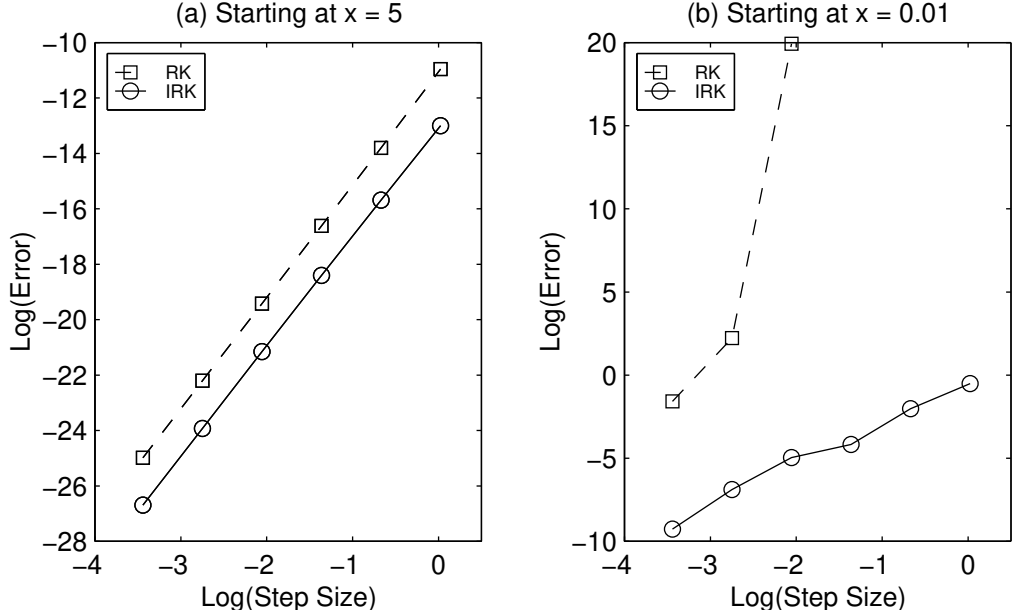 (a) Starting at x = 5
RK
IRK
−10
−12
−14
−16
−18
−20
−22
−24
−26
−28
Log(Error)
−4
−3
−2
−1
0
Log(Step Size)
(b) Starting at x = 0.01
RK
IRK
20
15
10
5
0
−5
−10
Log(Error)
−4
−3
−2
−1
0
Log(Step Size)